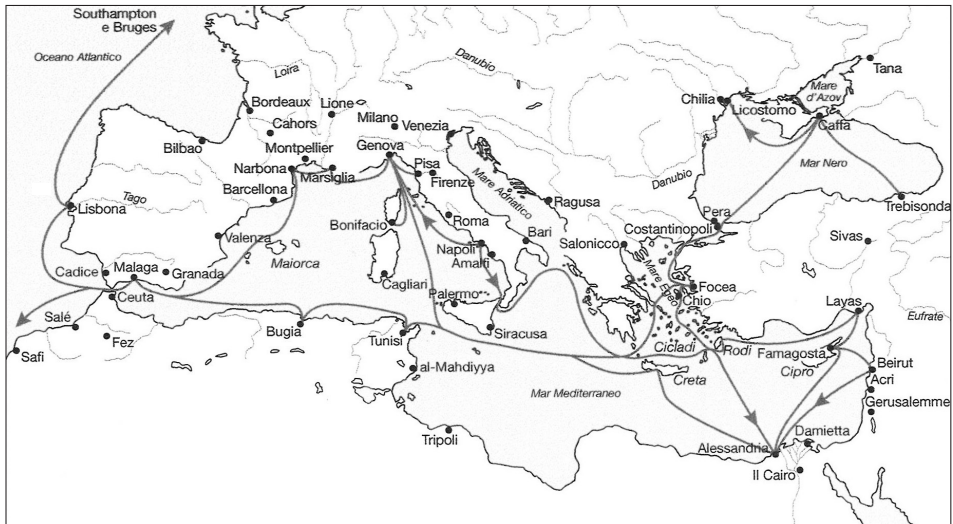 Southampton
e Bruges
Oceano Atlantico
Loira
Danubio
Tana
Mare
d'Azov
Chilia
Licostomo
Caffa
Bordeaux
Lione
Cahors
Milano
Venezia
Bilbao
Montpellier
Genova
Pisa
Firenze
Narbona
Marsiglia
Mare Adriatico
Mar Nero
Danubio
Barcellona
Tago
Lisbona
Ragusa
Trebisonda
Bonifacio
Roma
Bari
Pera
Costantinopoli
Valenza
Salonicco
Sivas
Napoli
Amalfi
Maiorca
Cadice
Malaga
Granada
Cagliari
Mare Egeo
Focea
Chio
Ceuta
Palermo
Layas
Salé
Bugia
Siracusa
Eufrate
Fez
Tunisi
Cicladi
Rodi
Famagosta
Safi
al-Mahdiyya
Creta
Cipro
Beirut
Acri
Mar Mediterraneo
Gerusalemme
Tripoli
Damietta
Alessandria
Il Cairo